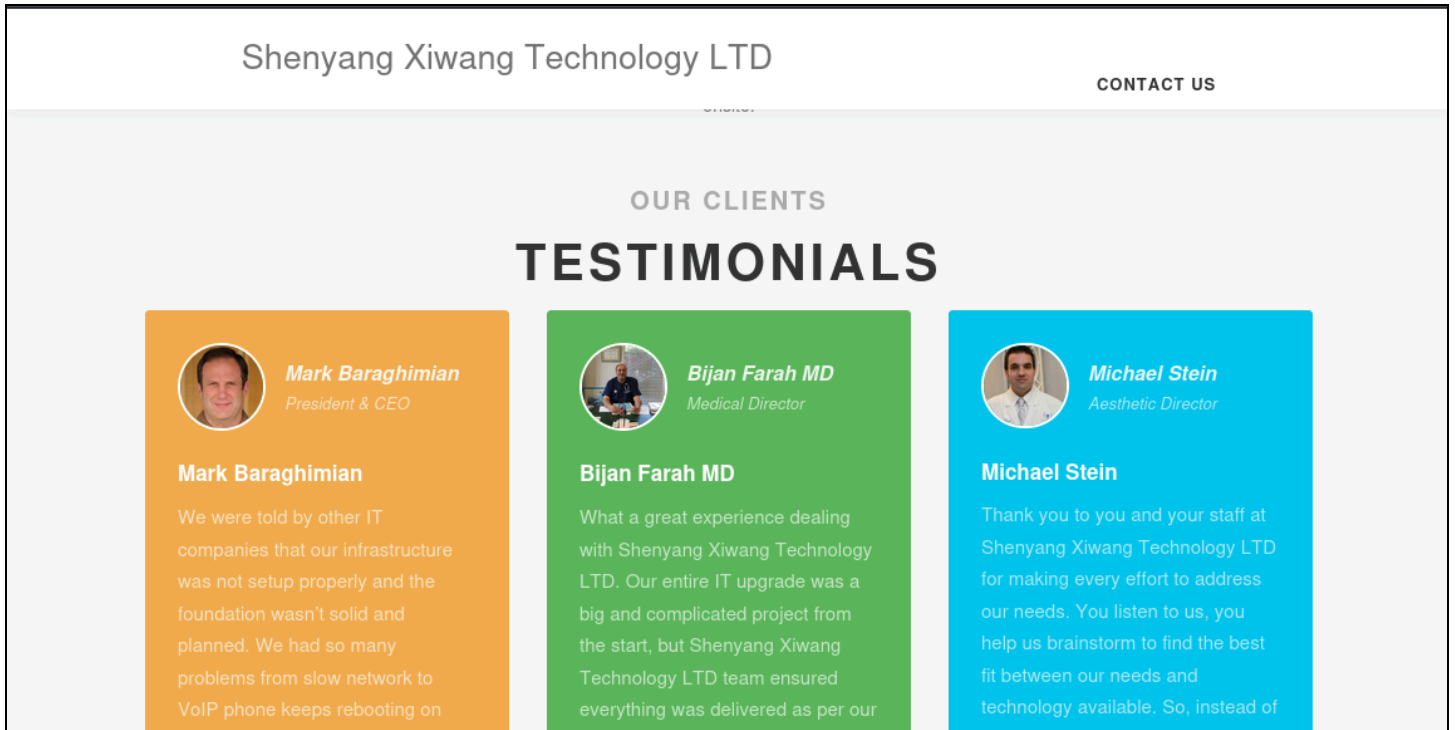 Shenyang Xiwang Technology LTD
CONTACT US
onsite.
OUR CLIENTS
TESTIMONIALS
Mark Baraghimian
President & CEO
Mark Baraghimian
We were told by other IT
companies that our infrastructure
was not setup properly and the
foundation wasn't solid and
planned. We had so many
problems from slow network to
VoIP phone keeps rebooting on
Bijan Farah MD
Medical Director
Bijan Farah MD
What a great experience dealing
with Shenyang Xiwang Technology
LTD. Our entire IT upgrade was a
big and complicated project from
the start, but Shenyang Xiwang
Technology LTD team ensured
everything was delivered as per our
Michael Stein
Aesthetic Director
Michael Stein
Thank you to you and your staff at
Shenyang Xiwang Technology LTD
for making every effort to address
our needs. You listen to us, you
help us brainstorm to find the best
fit between our needs and
technology available. So, instead of